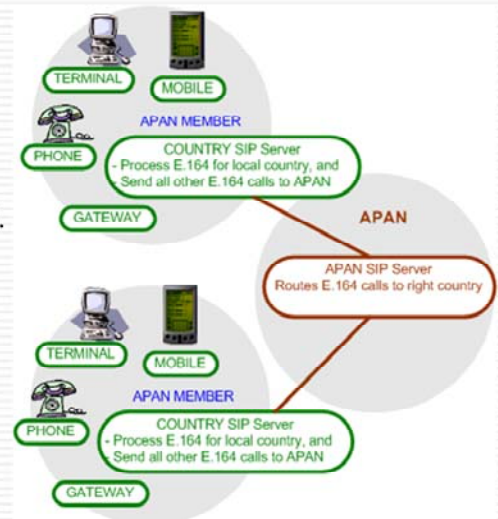 TERMINAL
MOBILE
APAN MEMBER
PHONE
COUNTRY SIP Server
- Process E.164 for local country, and
- Send all other E.164 calls to APAN
GATEWAY
.
APAN
APAN SIP Server
Routes E.164 calls to right country
TERMINAL
MOBILE
APAN MEMBER
PHONE
COUNTRY SIP Server
- Process E.164 for local country, and
- Send all other E.164 calls to APAN
GATEWAY